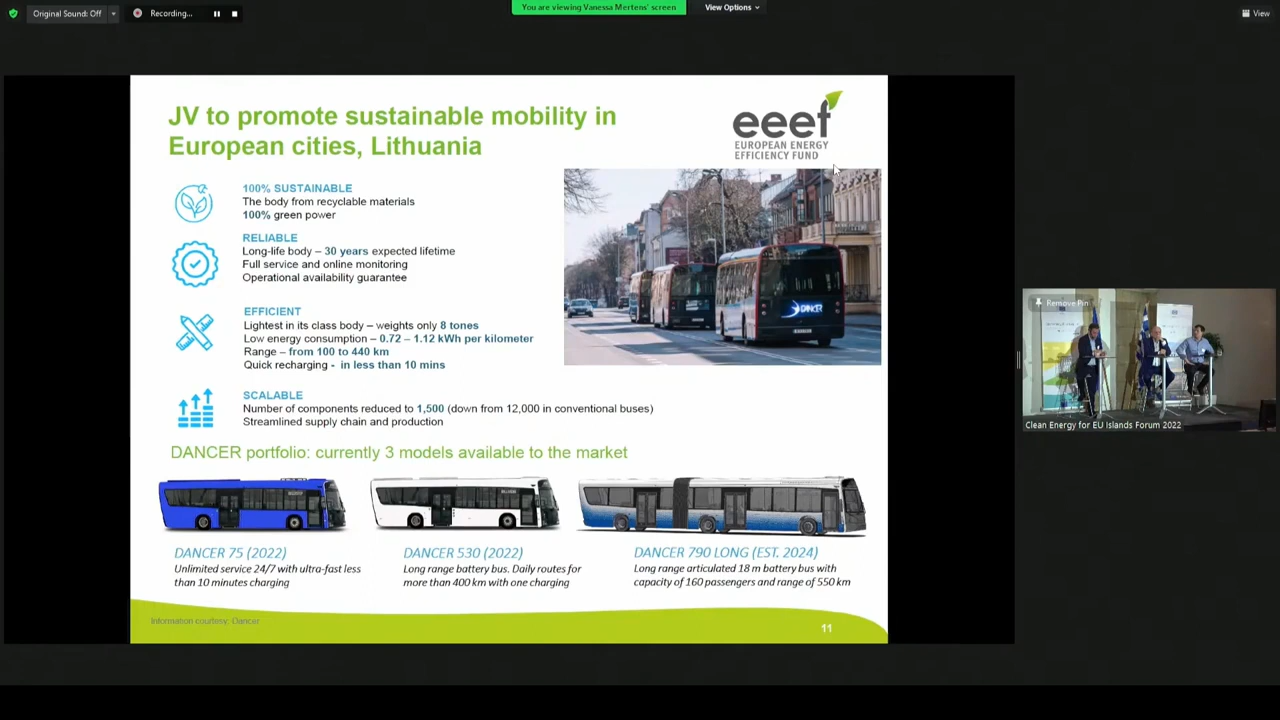 Original Sound: Off
Recording...
You are viewing Vanessa Mertens' screen
View Options
View
JV to promote sustainable mobility in
European cities, Lithuania
eeef
EUROPEAN ENERGY
EFFICIENCY FUND
100% SUSTAINABLE
The body from recyclable materials
100% green power
RELIABLE
Long-life body – 30 years expected lifetime
Full service and online monitoring
Operational availability guarantee
EFFICIENT
Lightest in its class body – weights only 8 tones
Low energy consumption – 0.72 – 1.12 kWh per kilometer
Range – from 100 to 440 km
Quick recharging - in less than 10 mins
DANCER
SCALABLE
Number of components reduced to 1,500 (down from 12,000 in conventional buses)
Streamlined supply chain and production
DANCER portfolio: currently 3 models available to the market
DANCER 75 (2022)
Unlimited service 24/7 with ultra-fast less
than 10 minutes charging
DANCER 530 (2022)
Long range battery bus. Daily routes for
more than 400 km with one charging
DANCER 790 LONG (EST. 2024)
Long range articulated 18 m battery bus with
capacity of 160 passengers and range of 550 km
Information courtesy: Dancer
11
Remove Pin
Clean Energy for EU Islands Forum 2022